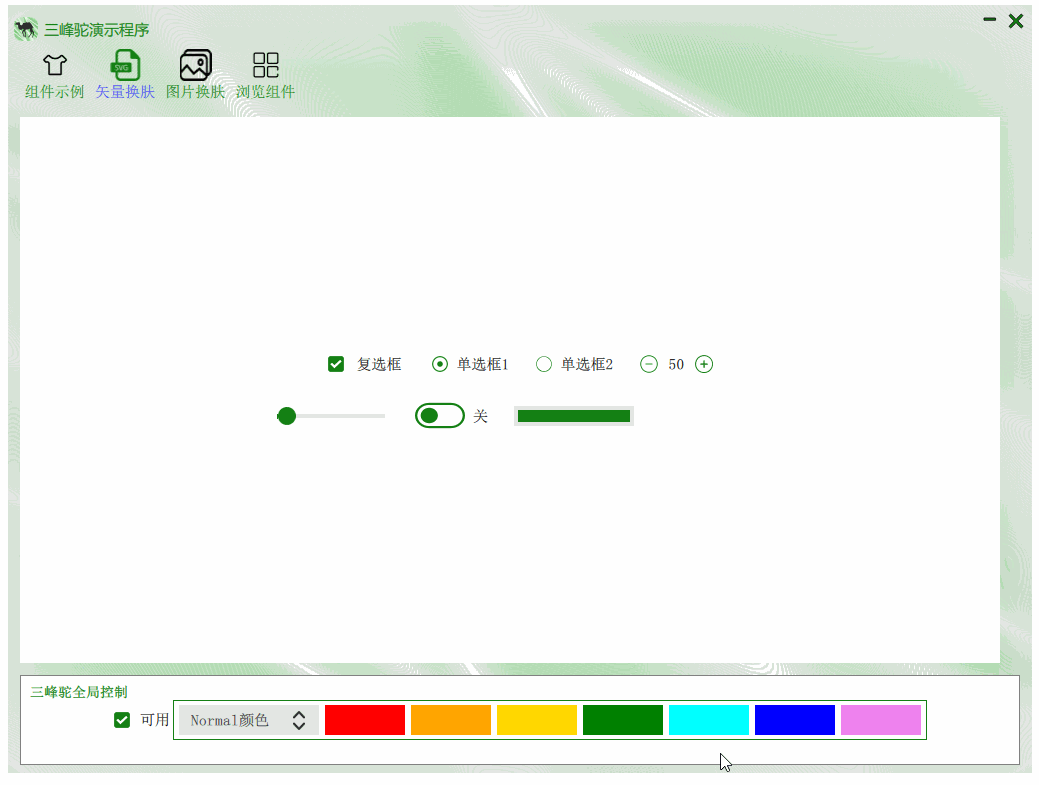 三峰驼演示程序
SVG
组件示例 矢量换肤 图片换肤 浏览组件
复选框 单选框1 单选框2 50
关
三峰驼全局控制
可用 Normal颜色